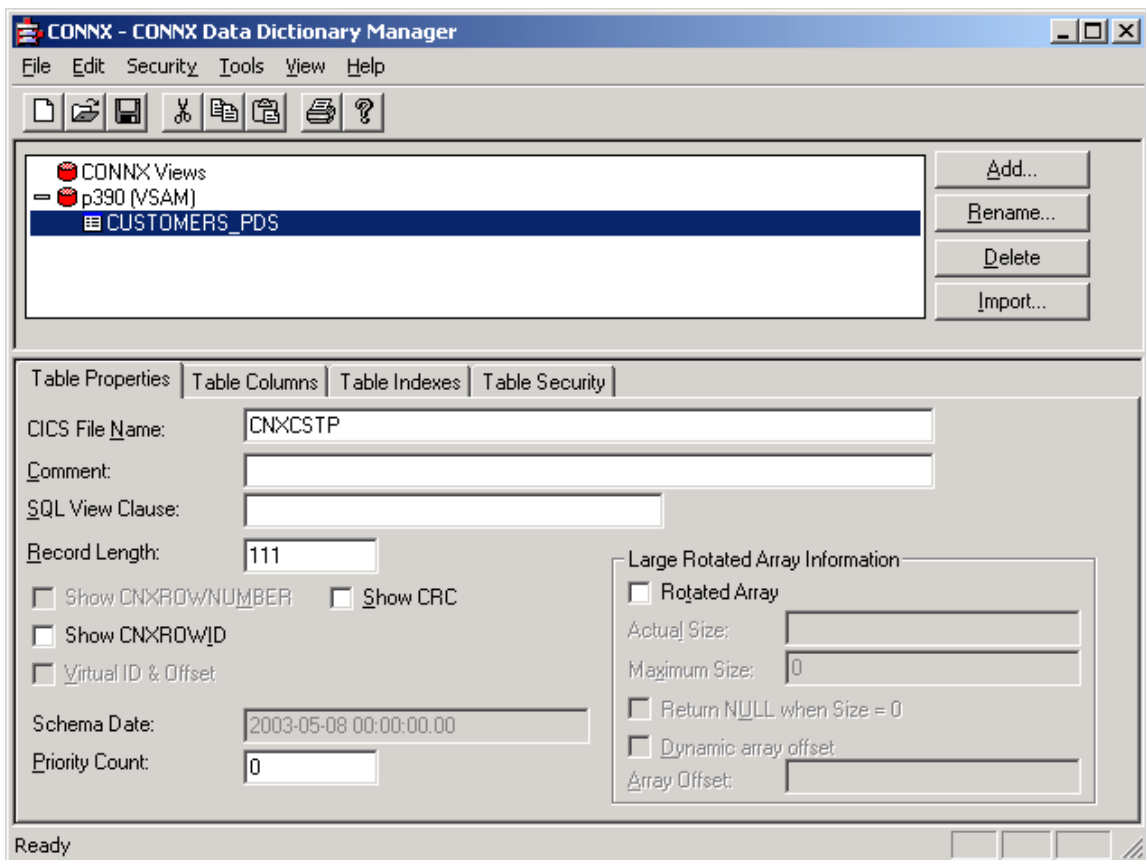 CONNX - CONNX Data Dictionary Manager
File Edit Security Tools View Help
CONNX Views
p390 (VSAM)
CUSTOMERS_PDS
Add...
Rename...
Delete
Import...
Table Properties Table Columns Table Indexes Table Security
CICS File Name: CNXCSTP
Comment:
SQL View Clause:
Record Length: 111
Show CNXROWNUMBER Show CRC
Show CNXROWID
Virtual ID & Offset
Schema Date: 2003-05-08 00:00:00.00
Priority Count: 0
Large Rotated Array Information
Rotated Array
Actual Size:
Maximum Size: 0
Return NULL when Size = 0
Dynamic array offset
Array Offset:
Ready